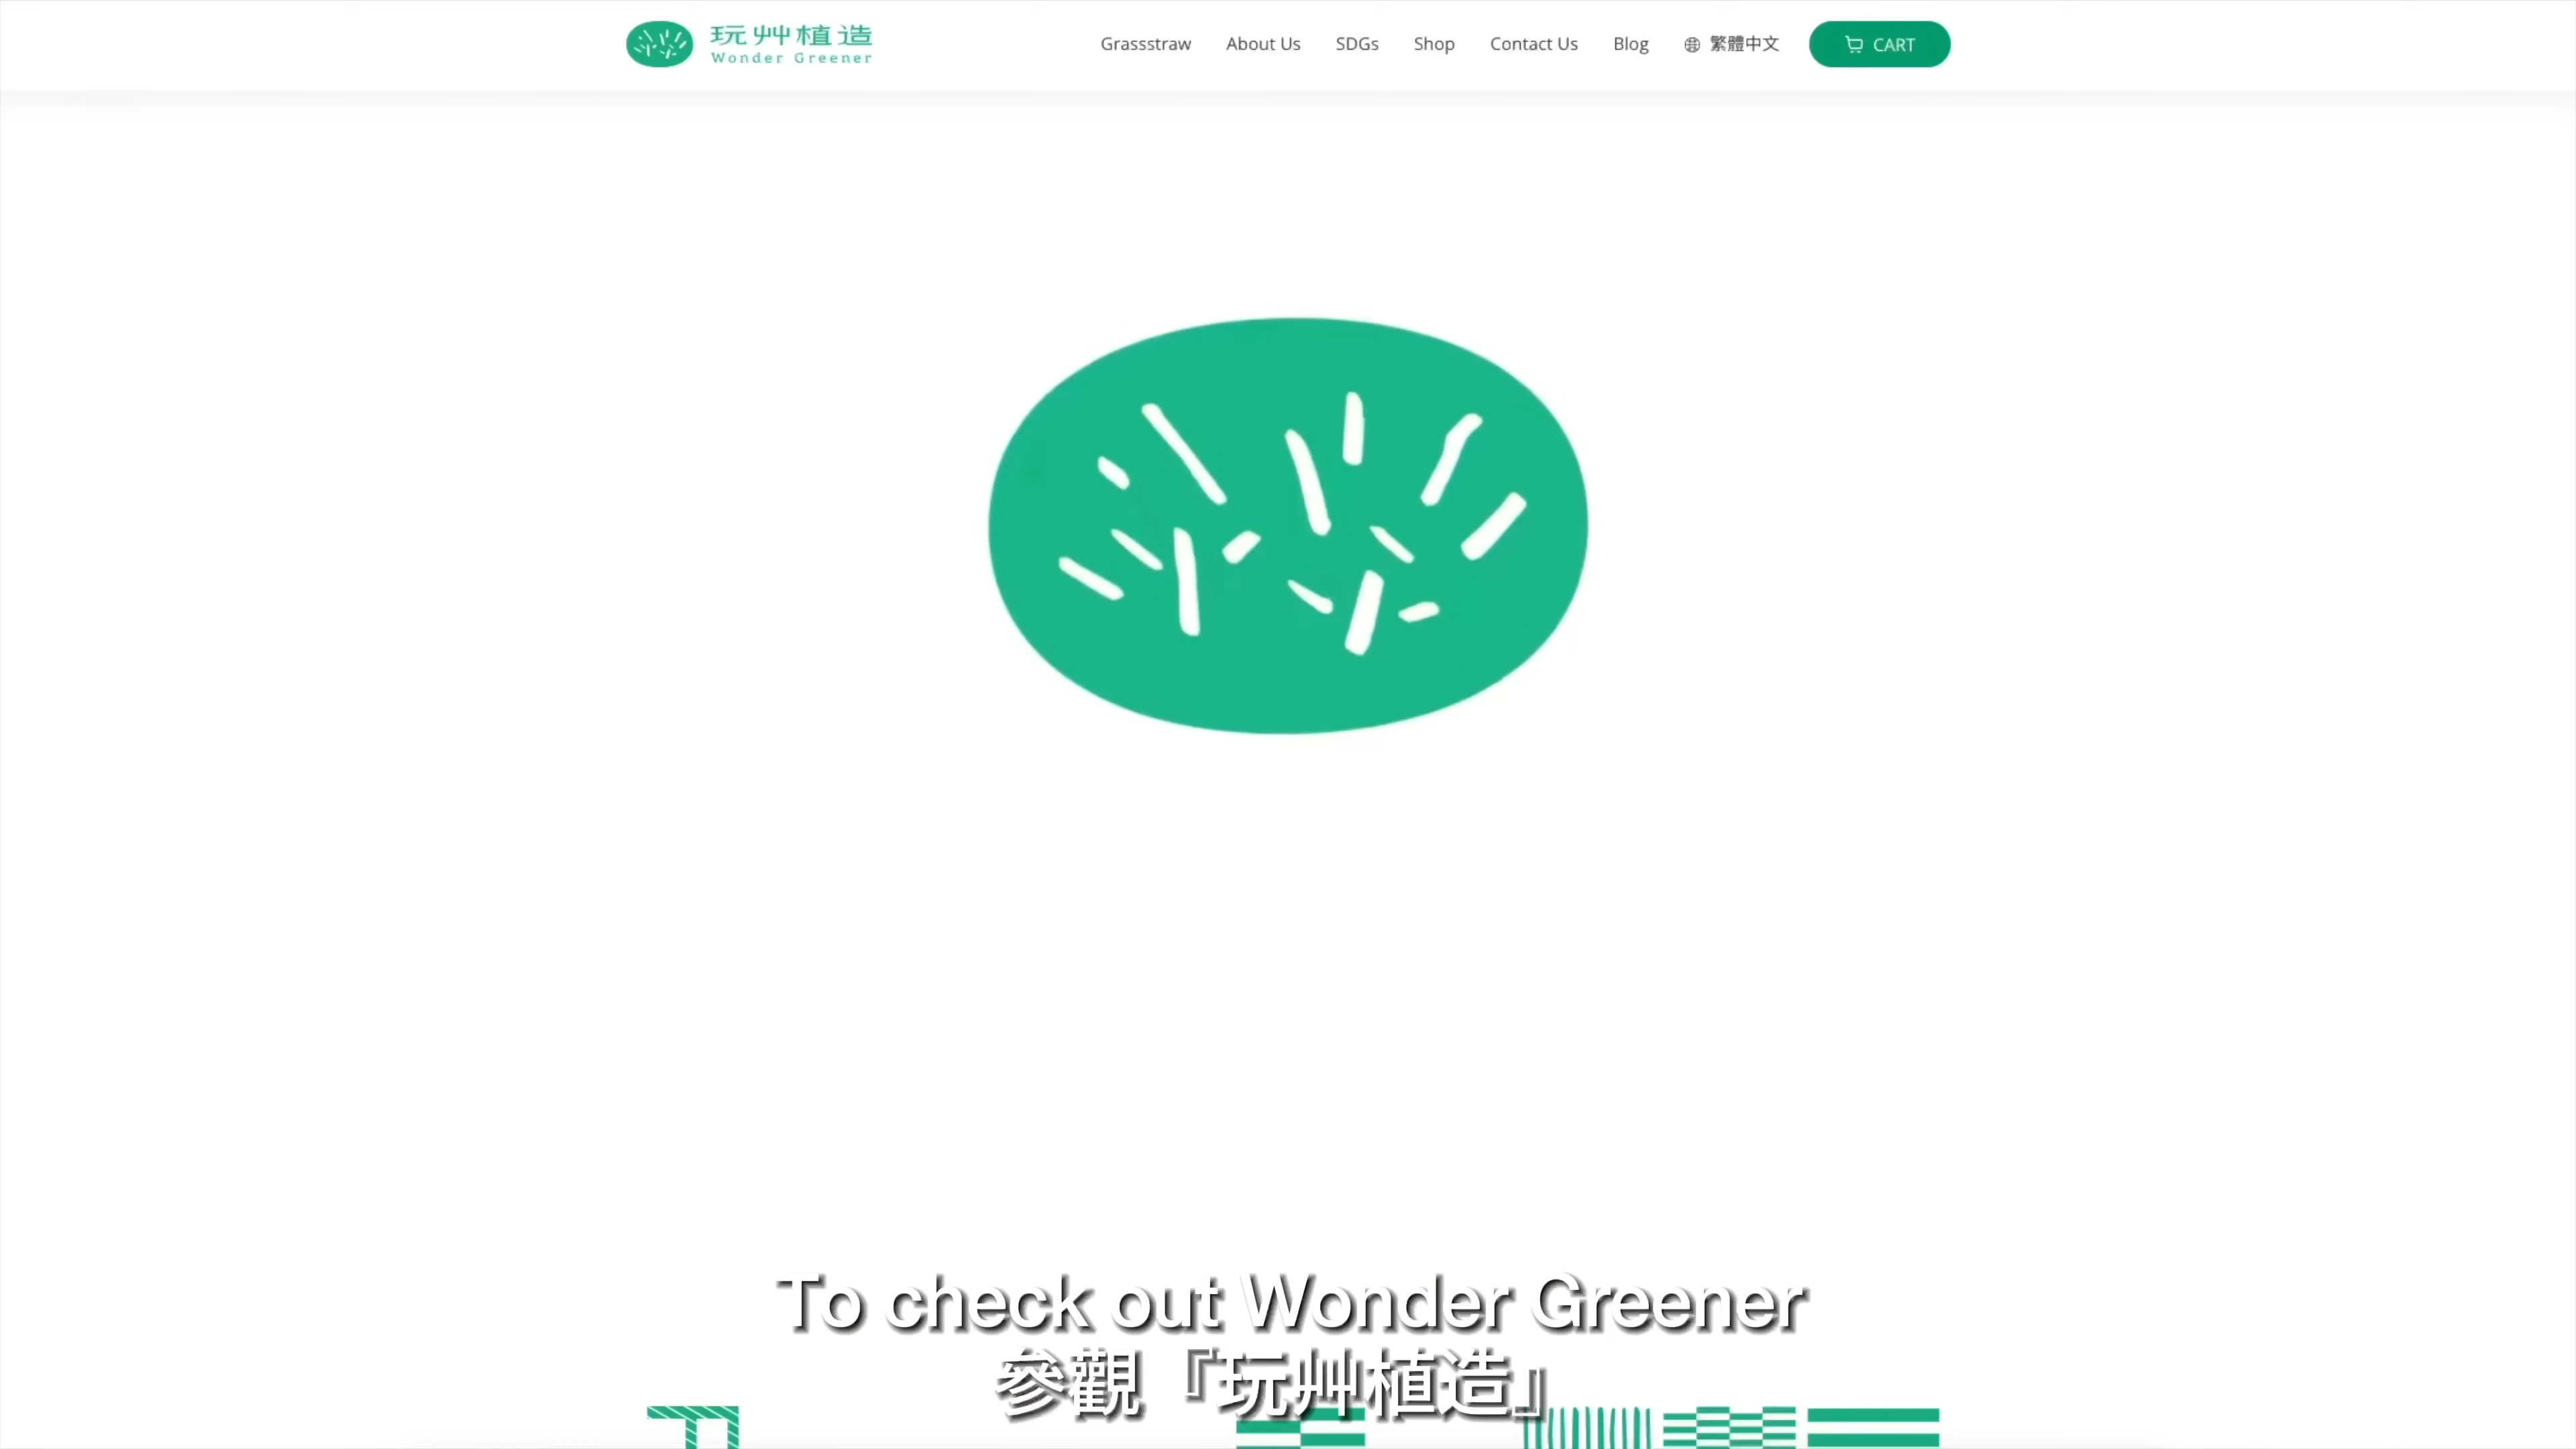 玩艸植造
Wonder Greener
Grassstraw About Us SDGs Shop Contact Us Blog 繁體中文 CART
To check out Wonder Greener
參觀『玩艸植造』